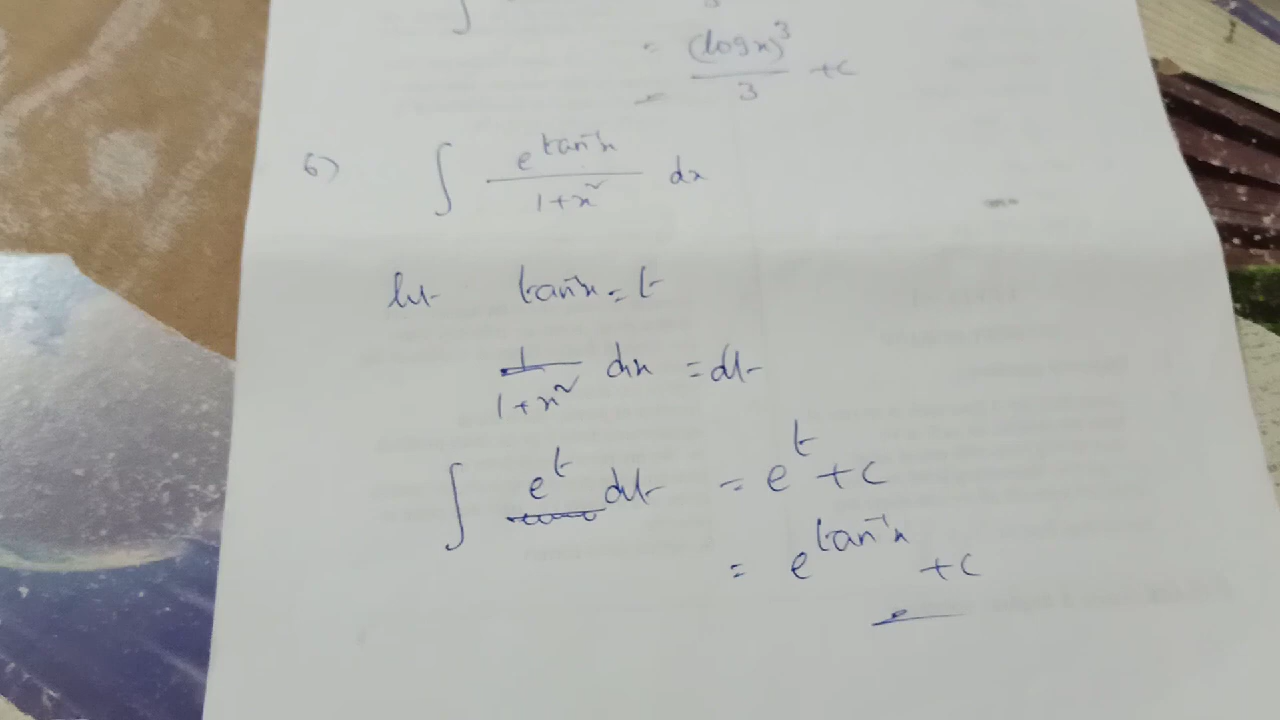 = (log x)^3 / 3 + c
6) ∫ e^(tan⁻¹x) / (1+x²) dx
let tan⁻¹x = t
1 / (1+x²) dx = dt
∫ e^t dt = e^t + c
= e^(tan⁻¹x) + c